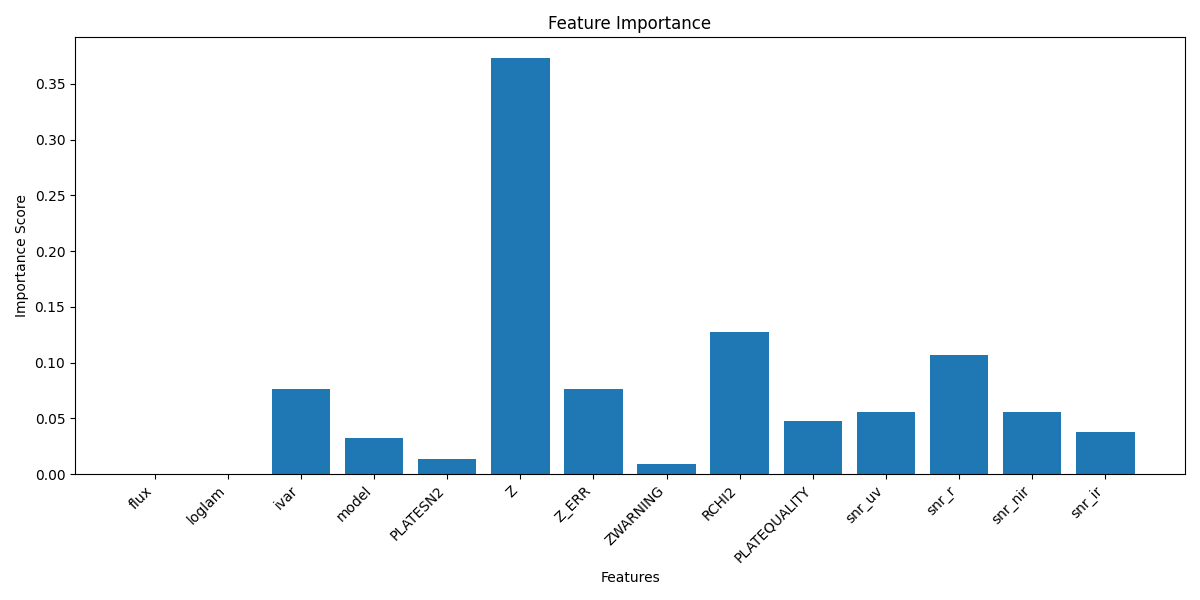 Feature Importance
Importance Score
0.35
0.30
0.25
0.20
0.15
0.10
0.05
0.00
flux
loglam
ivar
model
PLATESN2
Z
Z_ERR
ZWARNING
RCHI2
PLATEQUALITY
snr_uv
snr_r
snr_nir
snr_ir
Features